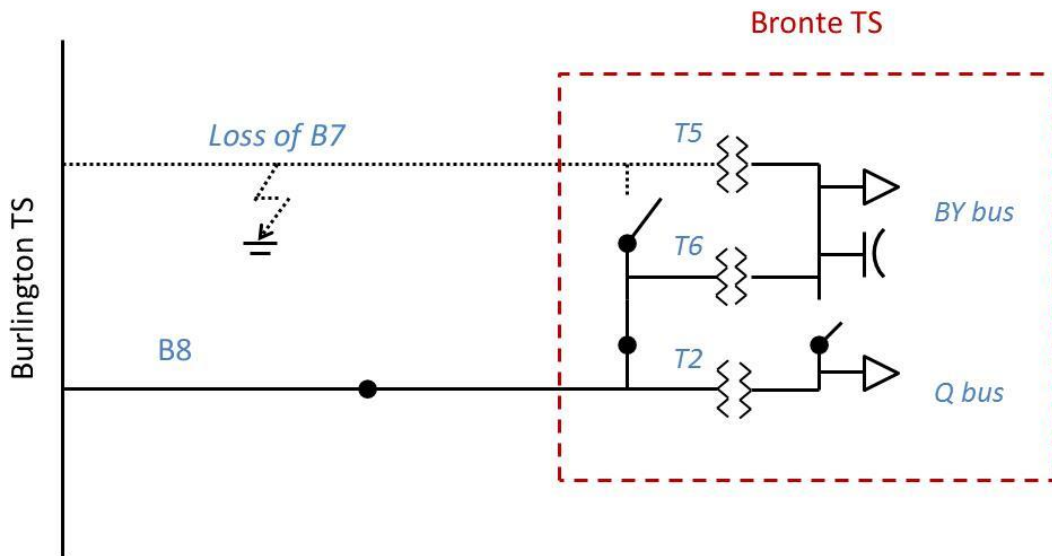 Bronte TS
Loss of B7
T5
BY bus
T6
Burlington TS
B8
T2
Q bus